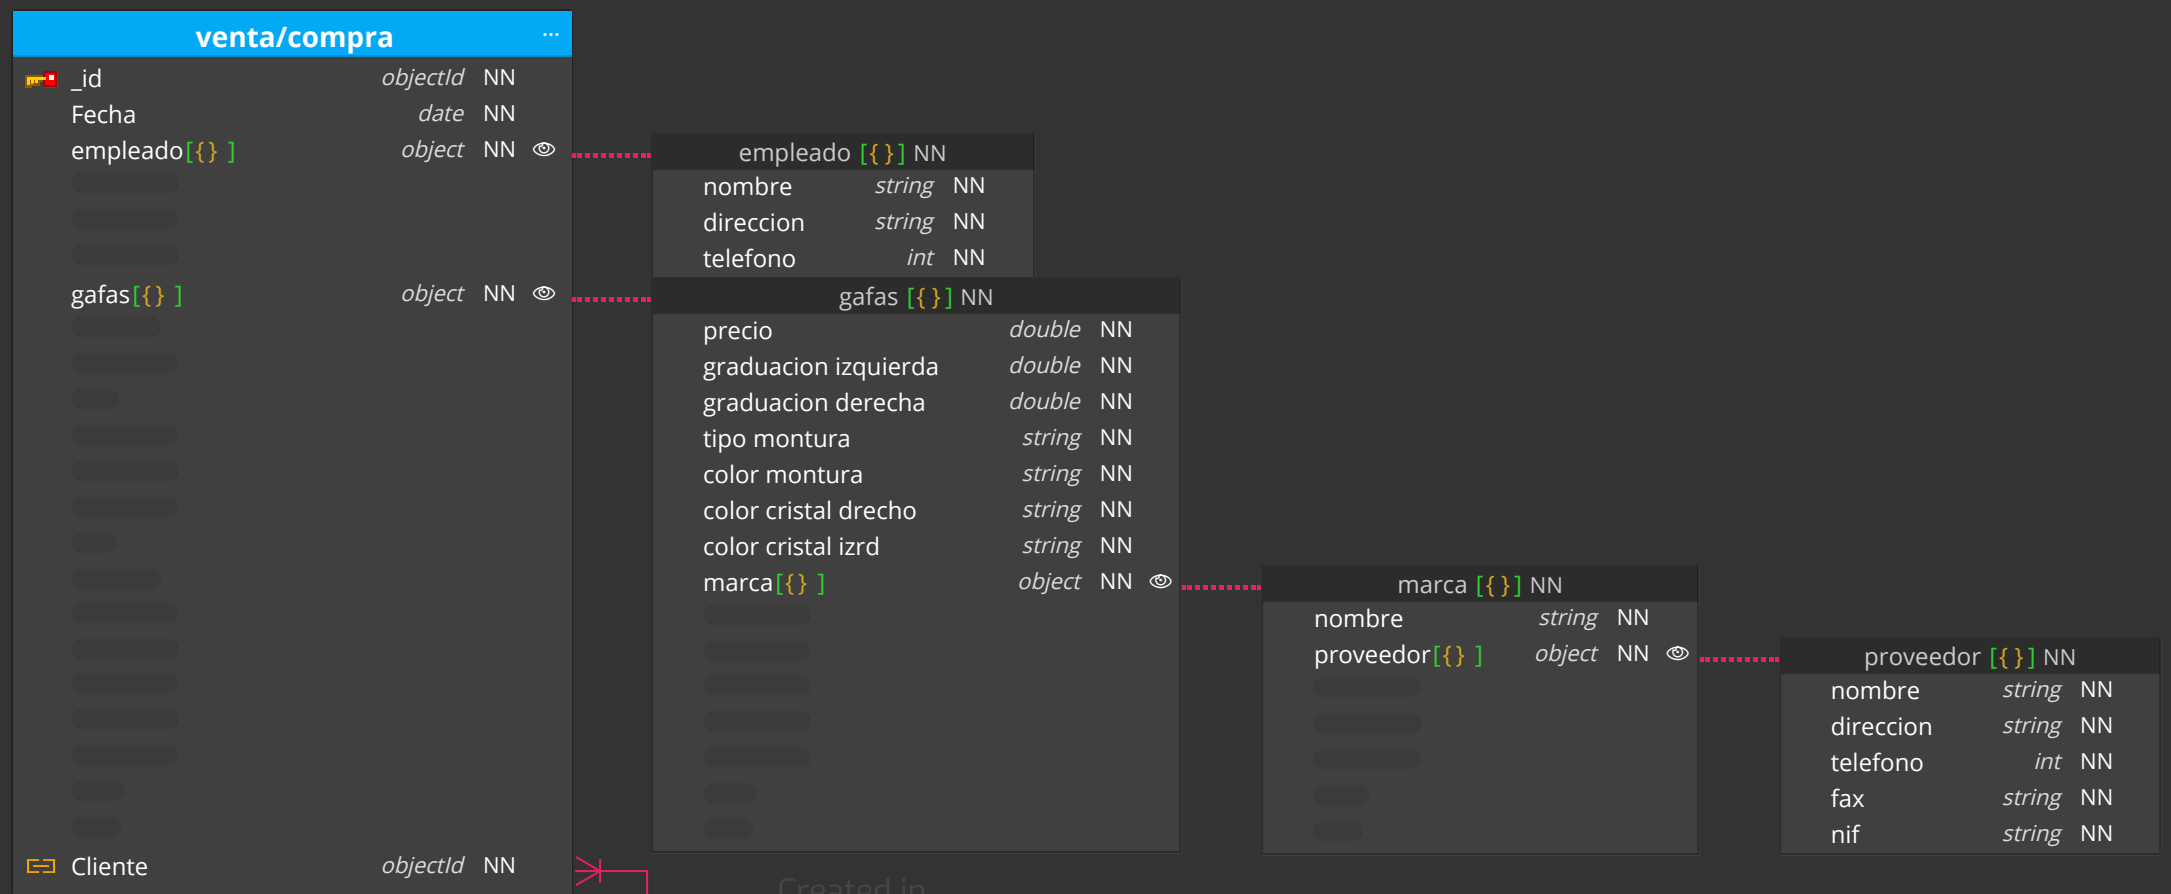 venta/compra ...
_id objectId NN
Fecha date NN
empleado[{} ] object NN
gafas[{} ] object NN
Cliente objectId NN
empleado [{}] NN
nombre string NN
direccion string NN
telefono int NN
gafas [{}] NN
precio double NN
graduacion izquierda double NN
graduacion derecha double NN
tipo montura string NN
color montura string NN
color cristal drecho string NN
color cristal izrd string NN
marca[{} ] object NN
marca [{}] NN
nombre string NN
proveedor[{} ] object NN
proveedor [{}] NN
nombre string NN
direccion string NN
telefono int NN
fax string NN
nif string NN
Created in